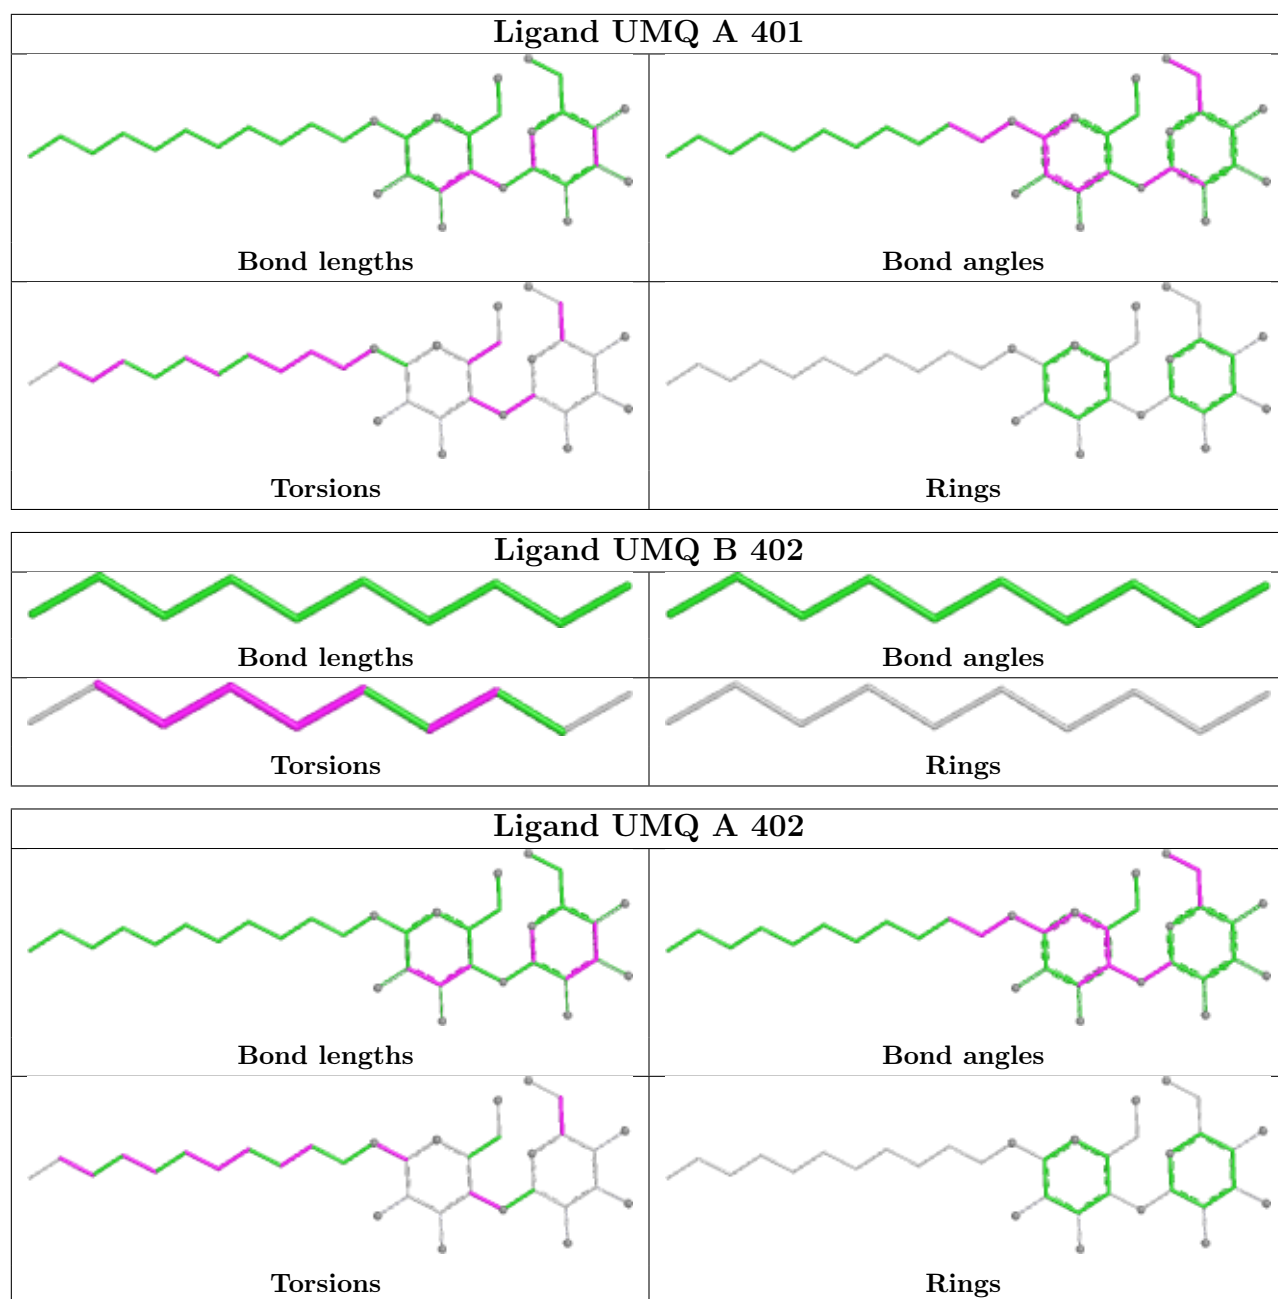 Ligand UMQ A 401
Bond lengths
Bond angles
Torsions
Rings
Ligand UMQ B 402
Bond lengths
Bond angles
Torsions
Rings
Ligand UMQ A 402
Bond lengths
Bond angles
Torsions
Rings